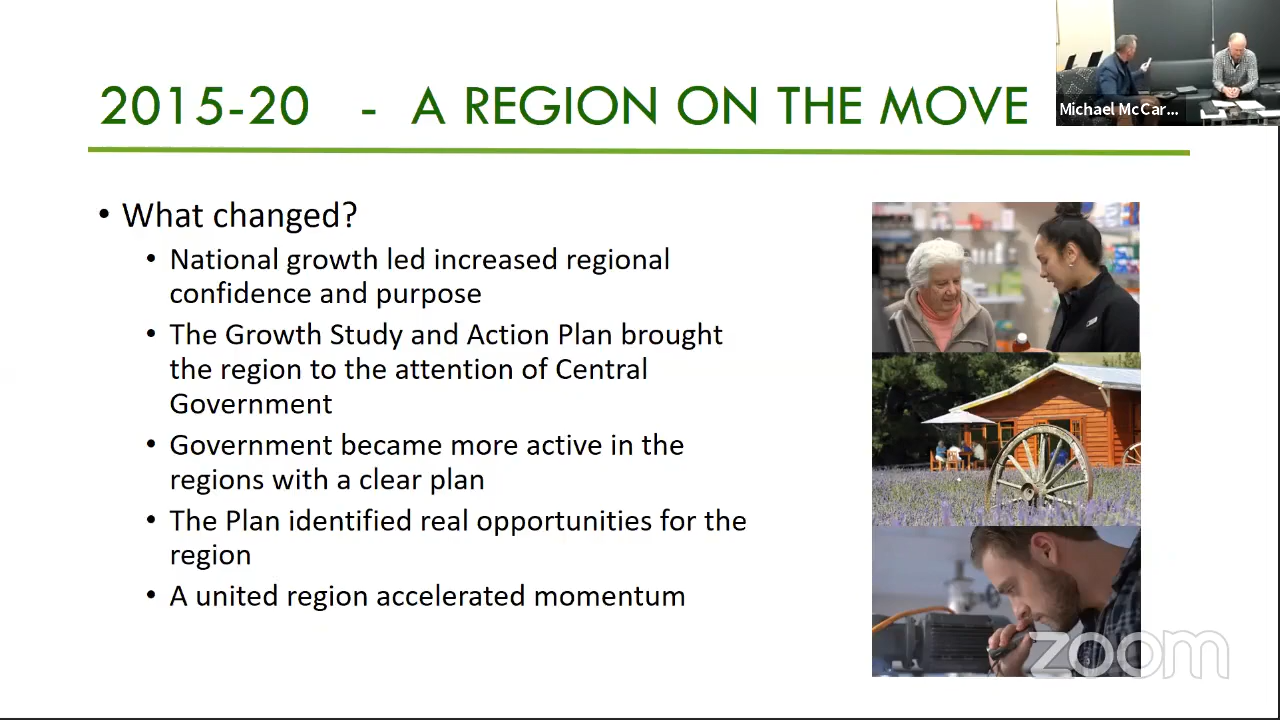 2015-20 - A REGION ON THE MOVE
Michael McCar...
• What changed?
• National growth led increased regional
confidence and purpose
• The Growth Study and Action Plan brought
the region to the attention of Central
Government
• Government became more active in the
regions with a clear plan
• The Plan identified real opportunities for the
region
• A united region accelerated momentum
zoom